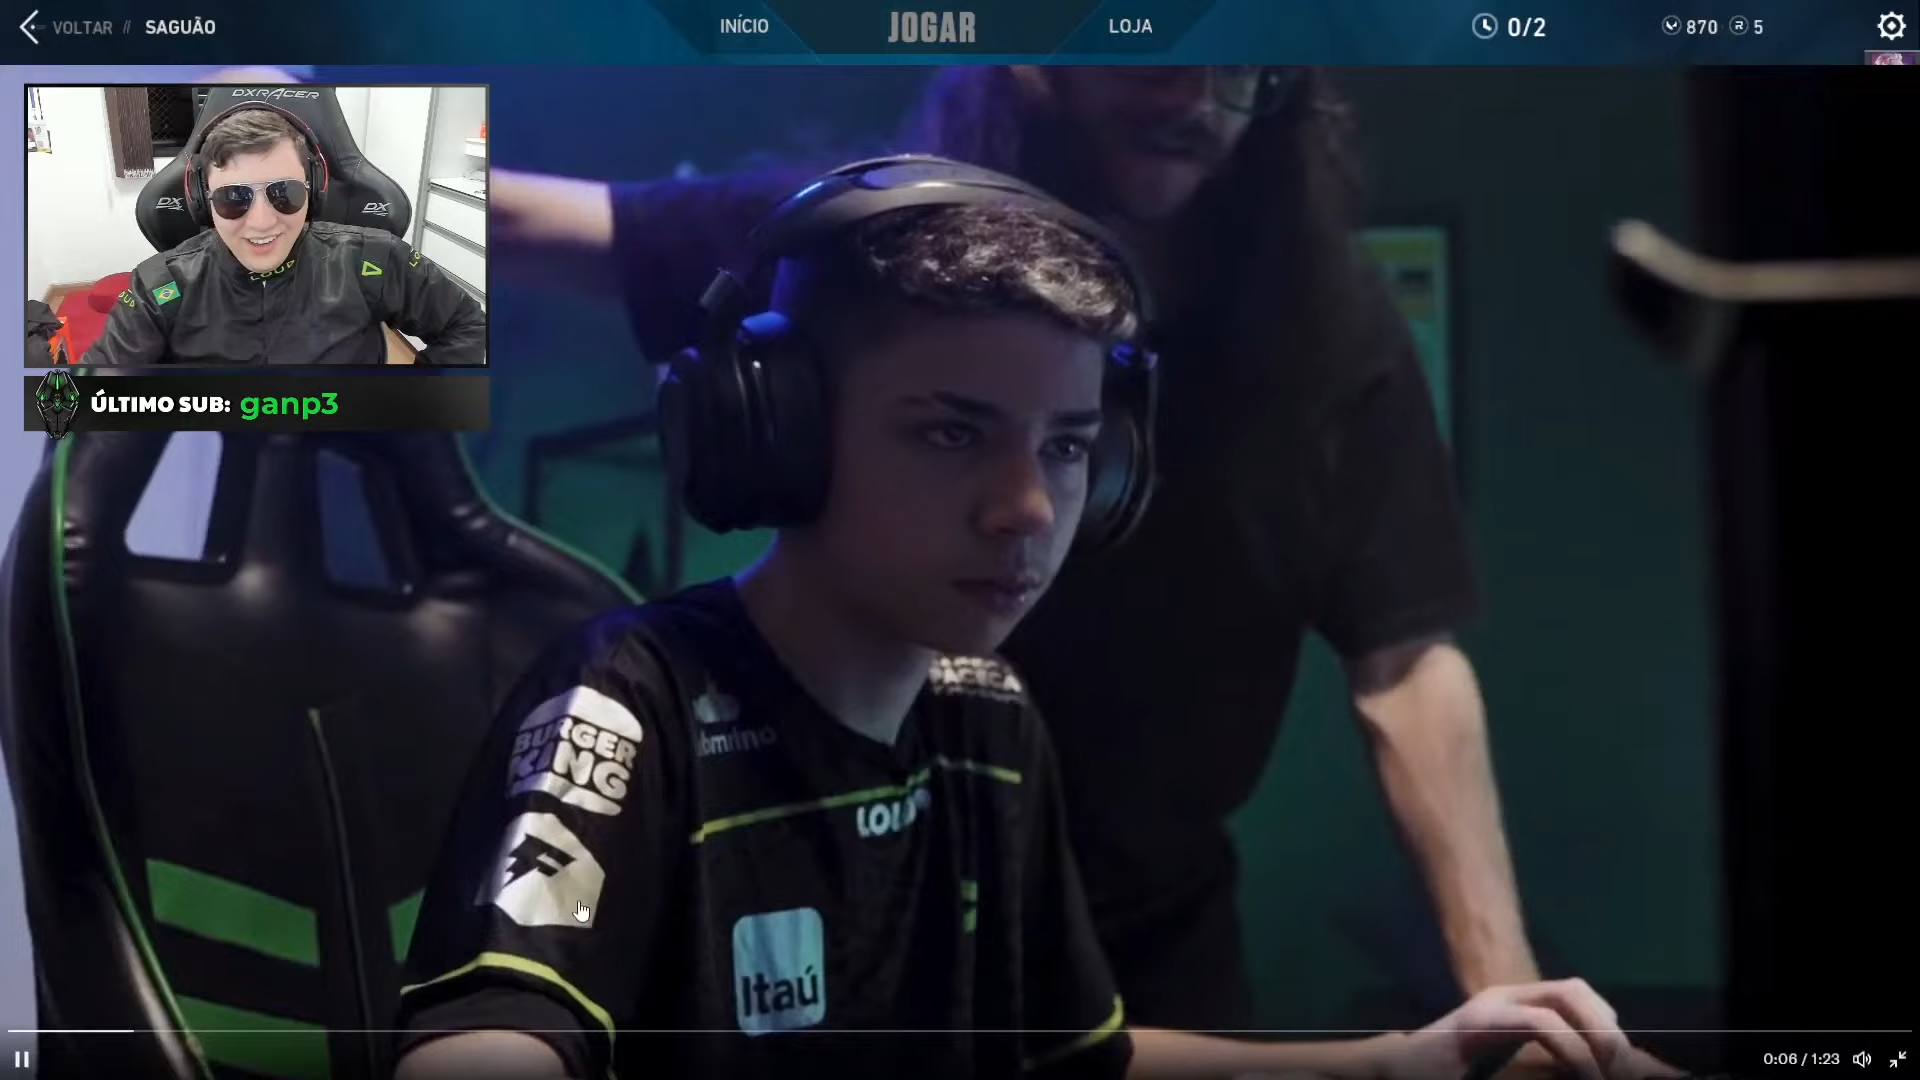 VOLTAR // SAGUÃO
INÍCIO
JOGAR
LOJA
0/2
870
R 5
DXRACER
DX
DX
LOUD
ÚLTIMO SUB: ganp3
BURGER
KING
F
Itaú
0:06 / 1:23